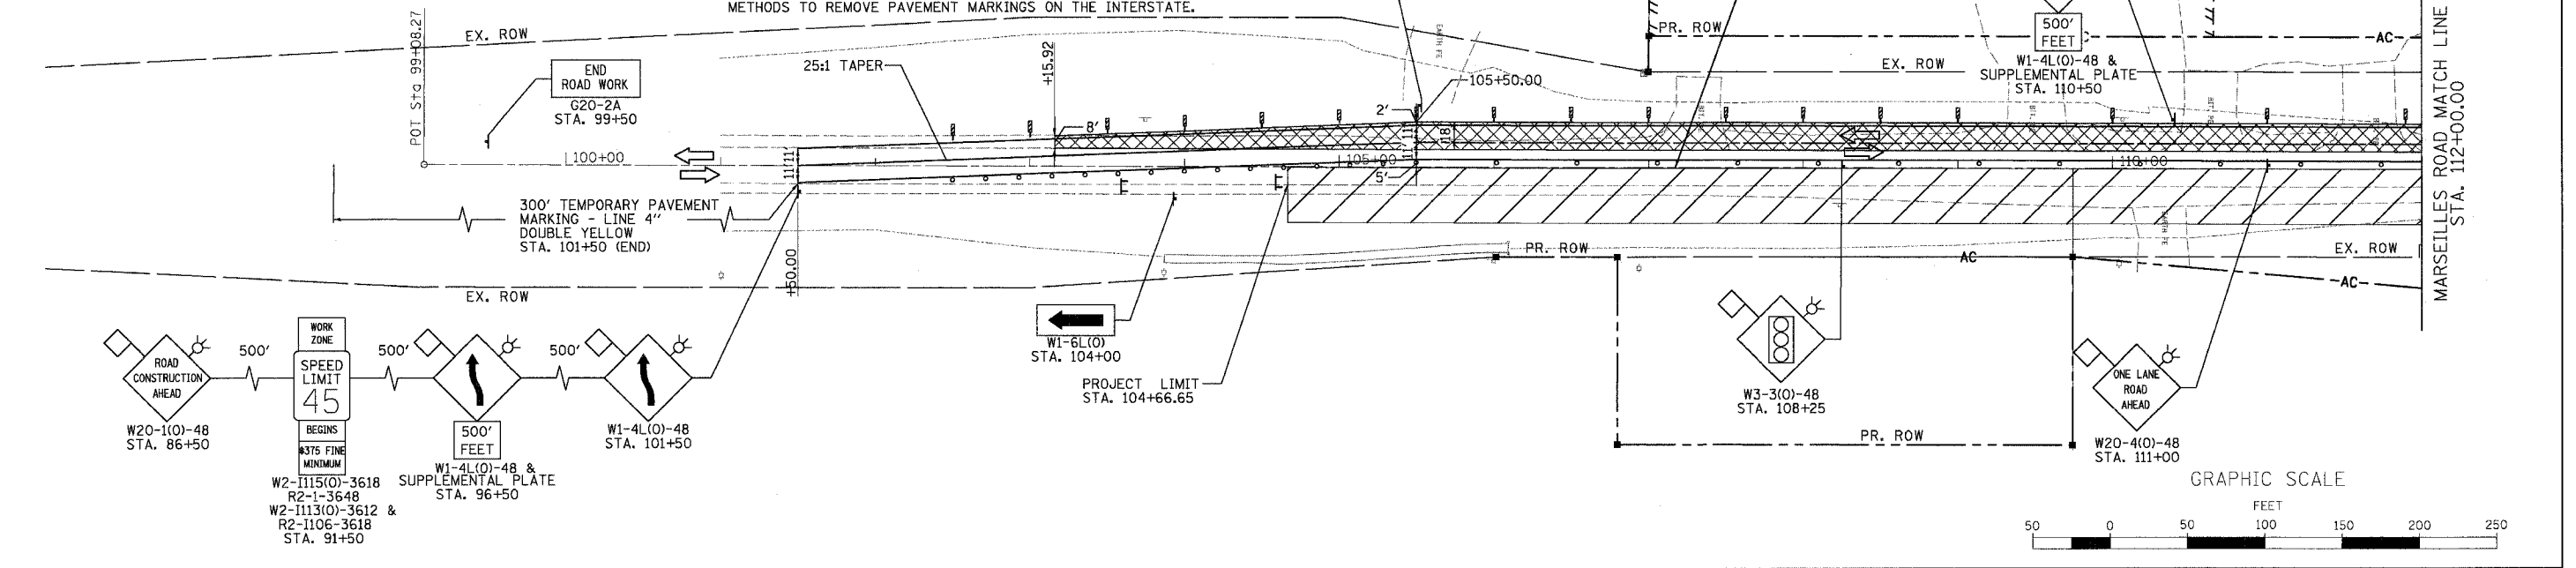 METHODS TO REMOVE PAVEMENT MARKINGS ON THE INTERSTATE.
POT Sta 99+08.27
EX. ROW
END
ROAD WORK
G20-2A
STA. 99+50
25:1 TAPER
+15.92
8'
2'
105+50.00
11'
11'
18'
5'
PR. ROW
EX. ROW
500'
FEET
W1-4L(O)-48 &
SUPPLEMENTAL PLATE
STA. 110+50
AC
MARSEILLES ROAD MATCH LINE
STA. 112+00.00
100+00
105+00
110+00
11'
11'
300' TEMPORARY PAVEMENT
MARKING - LINE 4"
DOUBLE YELLOW
STA. 101+50 (END)
+50.00
EX. ROW
PR. ROW
AC
EX. ROW
AC
ROAD
CONSTRUCTION
AHEAD
W20-1(O)-48
STA. 86+50
500'
WORK
ZONE
SPEED
LIMIT
45
BEGINS
$375 FINE
MINIMUM
W2-I115(O)-3618
R2-1-3648
W2-I113(O)-3612 &
R2-I106-3618
STA. 91+50
500'
500'
FEET
W1-4L(O)-48 &
SUPPLEMENTAL PLATE
STA. 96+50
500'
W1-4L(O)-48
STA. 101+50
W1-6L(O)
STA. 104+00
PROJECT LIMIT
STA. 104+66.65
W3-3(O)-48
STA. 108+25
PR. ROW
ONE LANE
ROAD
AHEAD
W20-4(O)-48
STA. 111+00
GRAPHIC SCALE
FEET
50 0 50 100 150 200 250